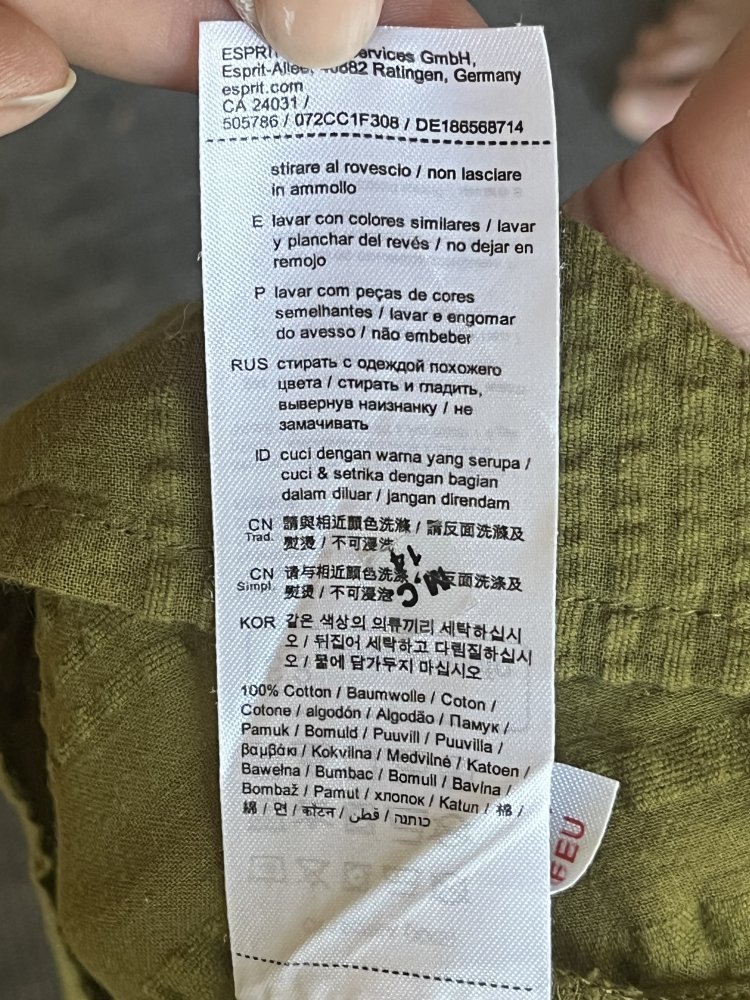 ESPRI ervices GmbH,
Esprit-Allee, 40882 Ratingen, Germany
esprit.com
CA 24031 /
505786 / 072CC1F308 / DE186568714
stirare al rovescio / non lasciare
in ammollo
E lavar con colores similares / lavar
y planchar del revés / no dejar en
remojo
P lavar com peças de cores
semelhantes / lavar e engomar
do avesso / não embeber
RUS стирать с одеждой похожего
цвета / стирать и гладить,
вывернув наизнанку / не
замачивать
ID cuci dengan warna yang serupa /
cuci & setrika dengan bagian
dalam diluar / jangan direndam
CN Trad. 請與相近顏色洗滌 / 請反面洗滌及
熨燙 / 不可浸泡
CN Simpl. 请与相近颜色洗涤 反面洗涤及
熨烫 / 不可浸泡
M,C
14
KOR 같은 색상의 의류끼리 세탁하십시
오 / 뒤집어 세탁하고 다림질하십시
오 / 물에 담가두지 마십시오
100% Cotton / Baumwolle / Coton /
Cotone / algodón / Algodão / Памук /
Pamuk / Bomuld / Puuvill / Puuvilla /
βαμβάκι / Kokvilna / Medvilnė / Katoen /
Bawełna / Bumbac / Bomull / Bavlna /
Bombaž / Pamut / хлопок / Katun / 棉 /
綿 / 면 / कॉटन / قطن / כותנה
EU